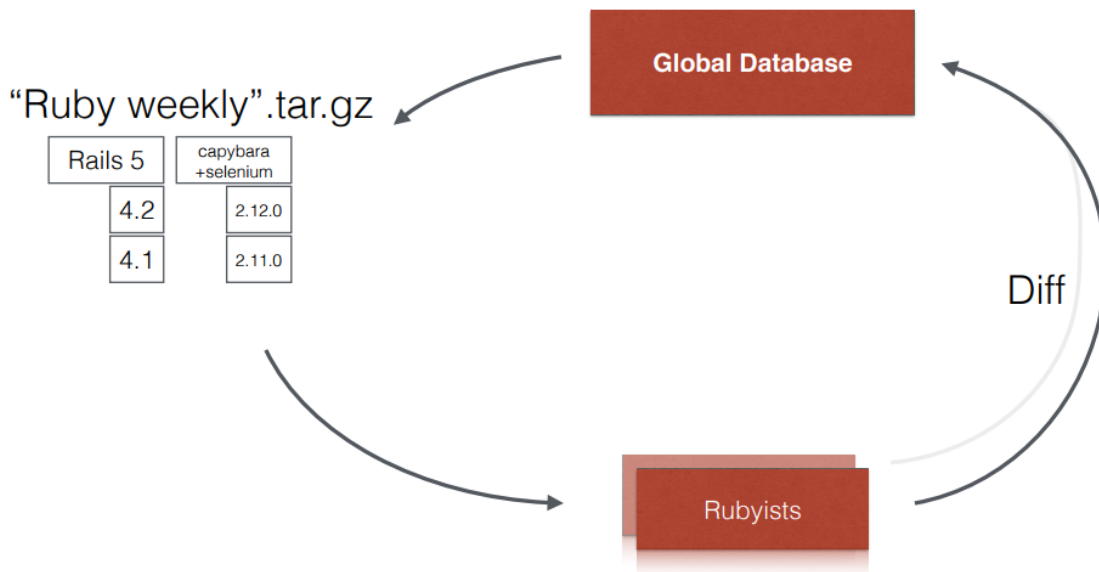 Global Database
“Ruby weekly”.tar.gz
Rails 5
capybara
+selenium
4.2
2.12.0
4.1
2.11.0
Diff
Rubyists